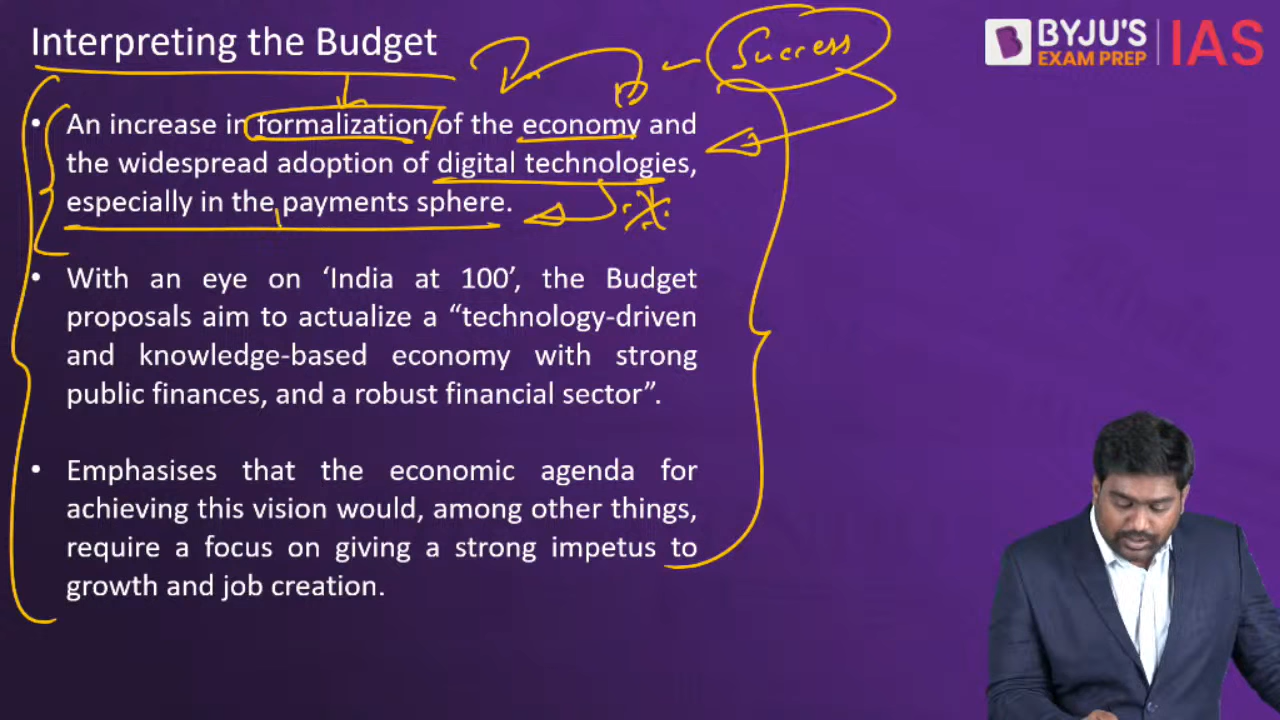 Interpreting the Budget
Success
BYJU'S
EXAM PREP
IAS
• An increase in formalization of the economy and
the widespread adoption of digital technologies,
especially in the payments sphere.
• With an eye on ‘India at 100’, the Budget
proposals aim to actualize a “technology-driven
and knowledge-based economy with strong
public finances, and a robust financial sector”.
• Emphasises that the economic agenda for
achieving this vision would, among other things,
require a focus on giving a strong impetus to
growth and job creation.